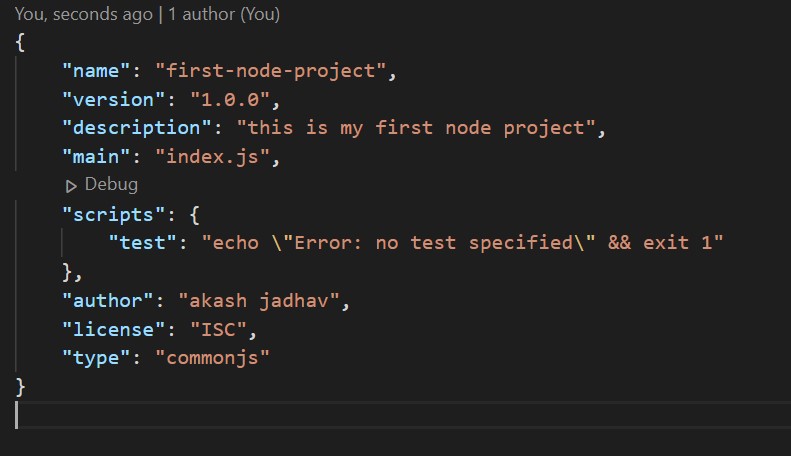 You, seconds ago | 1 author (You)
{
    "name": "first-node-project",
    "version": "1.0.0",
    "description": "this is my first node project",
    "main": "index.js",
    Debug
    "scripts": {
        "test": "echo \"Error: no test specified\" && exit 1"
    },
    "author": "akash jadhav",
    "license": "ISC",
    "type": "commonjs"
}